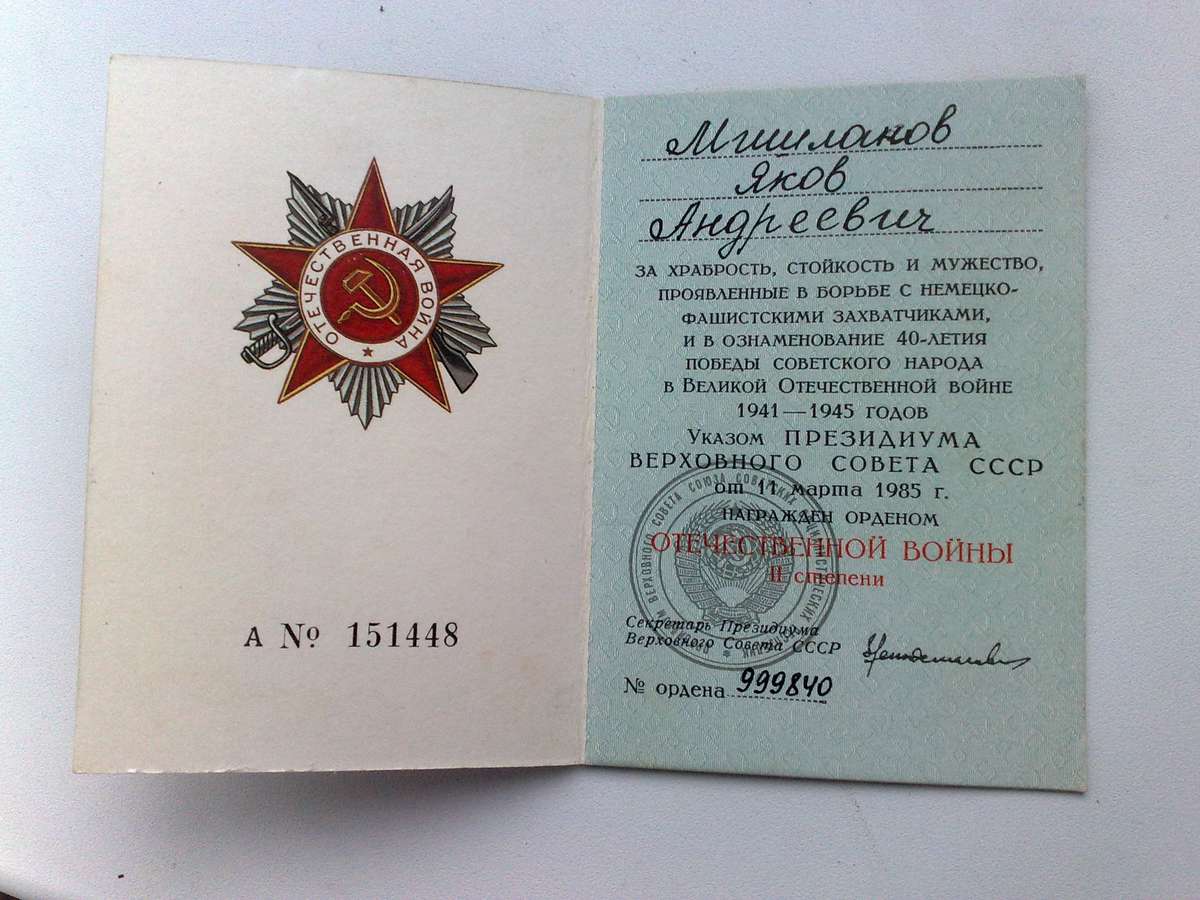 ОТЕЧЕСТВЕННАЯ ВОЙНА
А № 151448
Мишланов
Яков
Андреевич
ЗА ХРАБРОСТЬ, СТОЙКОСТЬ И МУЖЕСТВО,
ПРОЯВЛЕННЫЕ В БОРЬБЕ С НЕМЕЦКО-
ФАШИСТСКИМИ ЗАХВАТЧИКАМИ,
И В ОЗНАМЕНОВАНИЕ 40-ЛЕТИЯ
ПОБЕДЫ СОВЕТСКОГО НАРОДА
В ВЕЛИКОЙ ОТЕЧЕСТВЕННОЙ ВОЙНЕ
1941—1945 ГОДОВ
УКАЗОМ ПРЕЗИДИУМА
ВЕРХОВНОГО СОВЕТА СССР
от 11 марта 1985 г.
НАГРАЖДЕН ОРДЕНОМ
ОТЕЧЕСТВЕННОЙ ВОЙНЫ
II степени
Секретарь Президиума
Верховного Совета СССР
№ ордена 999840